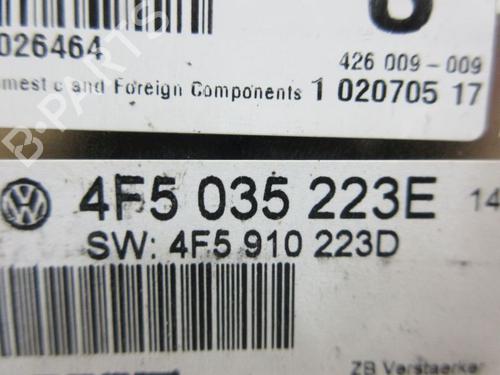 026464
426 009-009
and Foreign Components 1 020705 17
4F5 035 223E 14
SW: 4F5 910 223D
ZB Verstaerker
B-PARTS